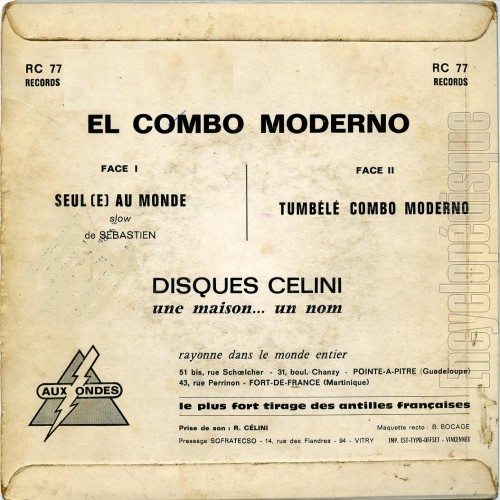 RC 77
RECORDS
RC 77
RECORDS
EL COMBO MODERNO
FACE I
SEUL (E) AU MONDE
slow
de SÉBASTIEN
FACE II
TUMBÉLÉ COMBO MODERNO
DISQUES CELINI
une maison... un nom
rayonne dans le monde entier
51 bis, rue Schœlcher - 31, boul. Chanzy - POINTE-A-PITRE (Guadeloupe)
43, rue Perrinon - FORT-DE-FRANCE (Martinique)
AUX ONDES
le plus fort tirage des antilles françaises
Prise de son : R. CÉLINI
Maquette recto : B. BOCAGE
Pressage SOFRATECSO - 14, rue des Flandres - 94 - VITRY
IMP. EST-TYPO-OFFSET - VINCENNES
Encyclopédisque